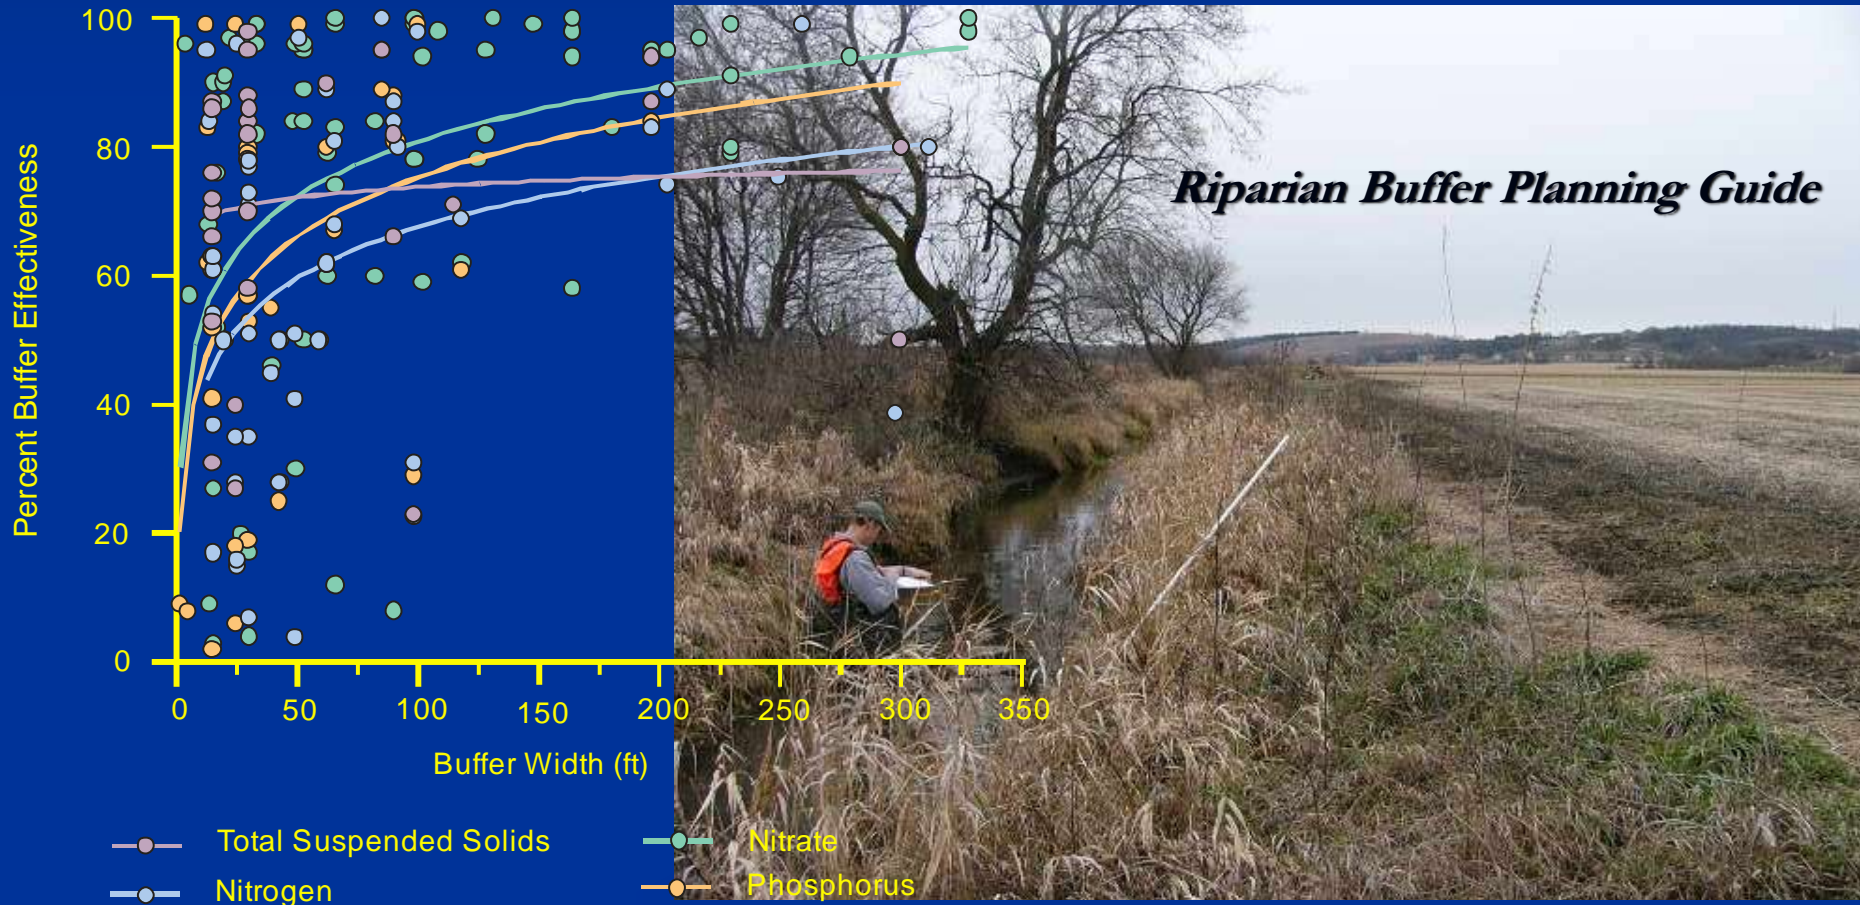 Riparian Buffer Planning Guide
Percent Buffer Effectiveness
100
80
60
40
20
0
0 50 100 150 200 250 300 350
Buffer Width (ft)
Total Suspended Solids
Nitrate
Nitrogen
Phosphorus